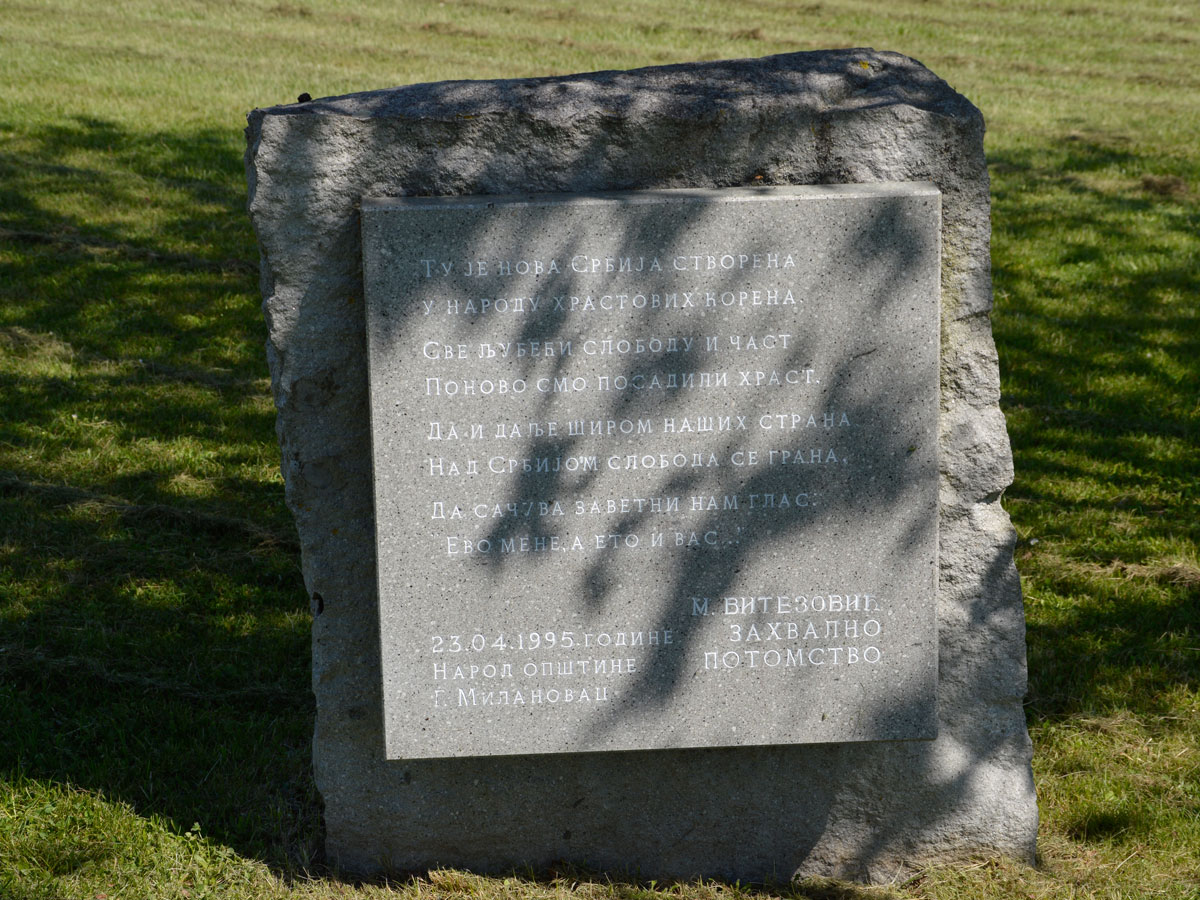 Ту је нова Србија створена
у народу храстових корена.
Све љубећи слободу и част
Поново смо посадили храст.
Да и даље широм наших страна
Над Србијом слобода се грана,
Да сачува заветни нам глас:
Ево мене, а ето и вас..."
М. Витезовић
23.04.1995. године захвално
Народ општине потомство
Г. Милановац